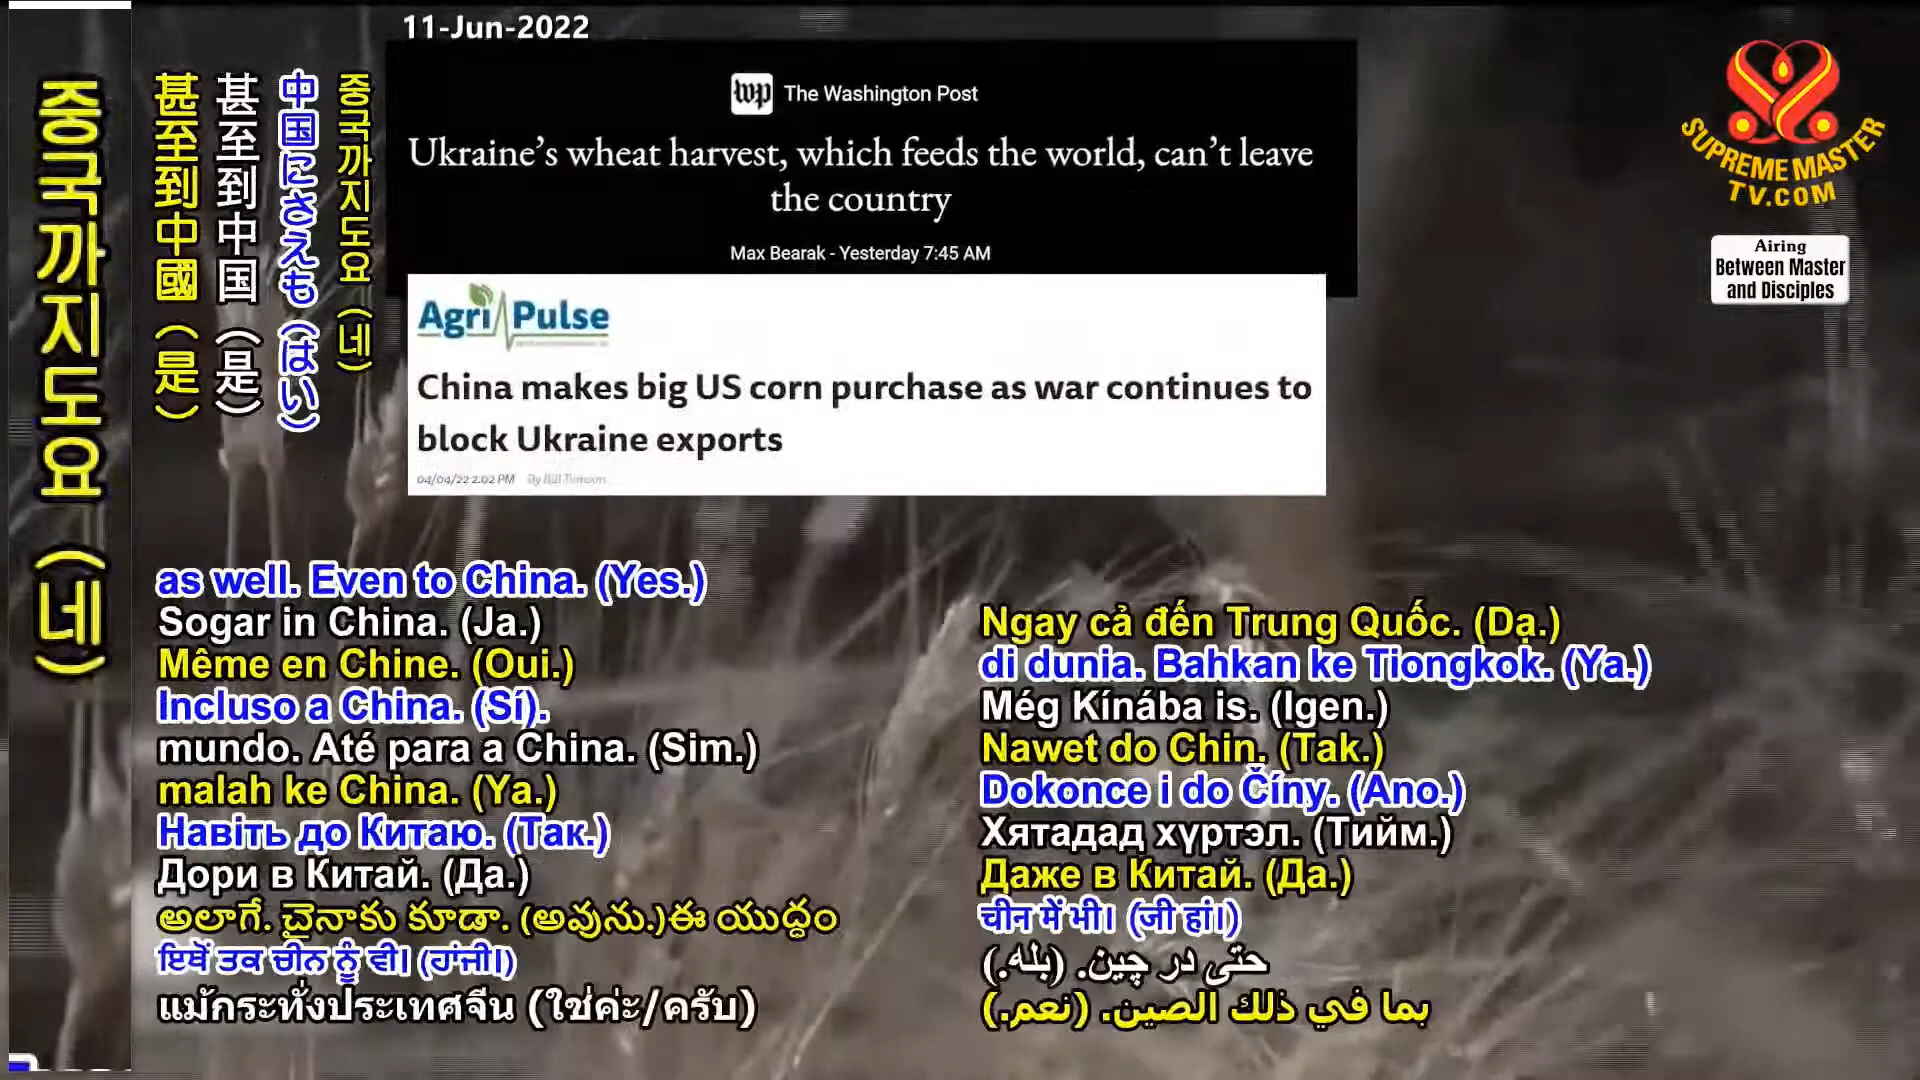 11-Jun-2022
The Washington Post
Ukraine’s wheat harvest, which feeds the world, can’t leave
the country
Max Bearak - Yesterday 7:45 AM
Agri Pulse
China makes big US corn purchase as war continues to
block Ukraine exports
04/04/22 2:02 PM By Bill Tomson
SUPREME MASTER
TV.COM
Airing
Between Master
and Disciples
중국까지도요 (네)
甚至到中國 (是)
甚至到中国 (是)
中国にさえも (はい)
중국까지도요 (네)
as well. Even to China. (Yes.)
Sogar in China. (Ja.)
Même en Chine. (Oui.)
Incluso a China. (Sí).
mundo. Até para a China. (Sim.)
malah ke China. (Ya.)
Навіть до Китаю. (Так.)
Дори в Китай. (Да.)
అలాగే. చైనాకు కూడా. (అవును.)ఈ యుద్ధం
ਇਥੋਂ ਤਕ ਚੀਨ ਨੂੰ ਵੀ। (ਹਾਂਜੀ।)
แม้กระทั่งประเทศจีน (ใช่ค่ะ/ครับ)
Ngay cả đến Trung Quốc. (Dạ.)
di dunia. Bahkan ke Tiongkok. (Ya.)
Még Kínába is. (Igen.)
Nawet do Chin. (Tak.)
Dokonce i do Číny. (Ano.)
Хятадад хүртэл. (Тийм.)
Даже в Китай. (Да.)
चीन में भी। (जी हां।)
حتی در چین. (بله.)
بما في ذلك الصين. (نعم.)